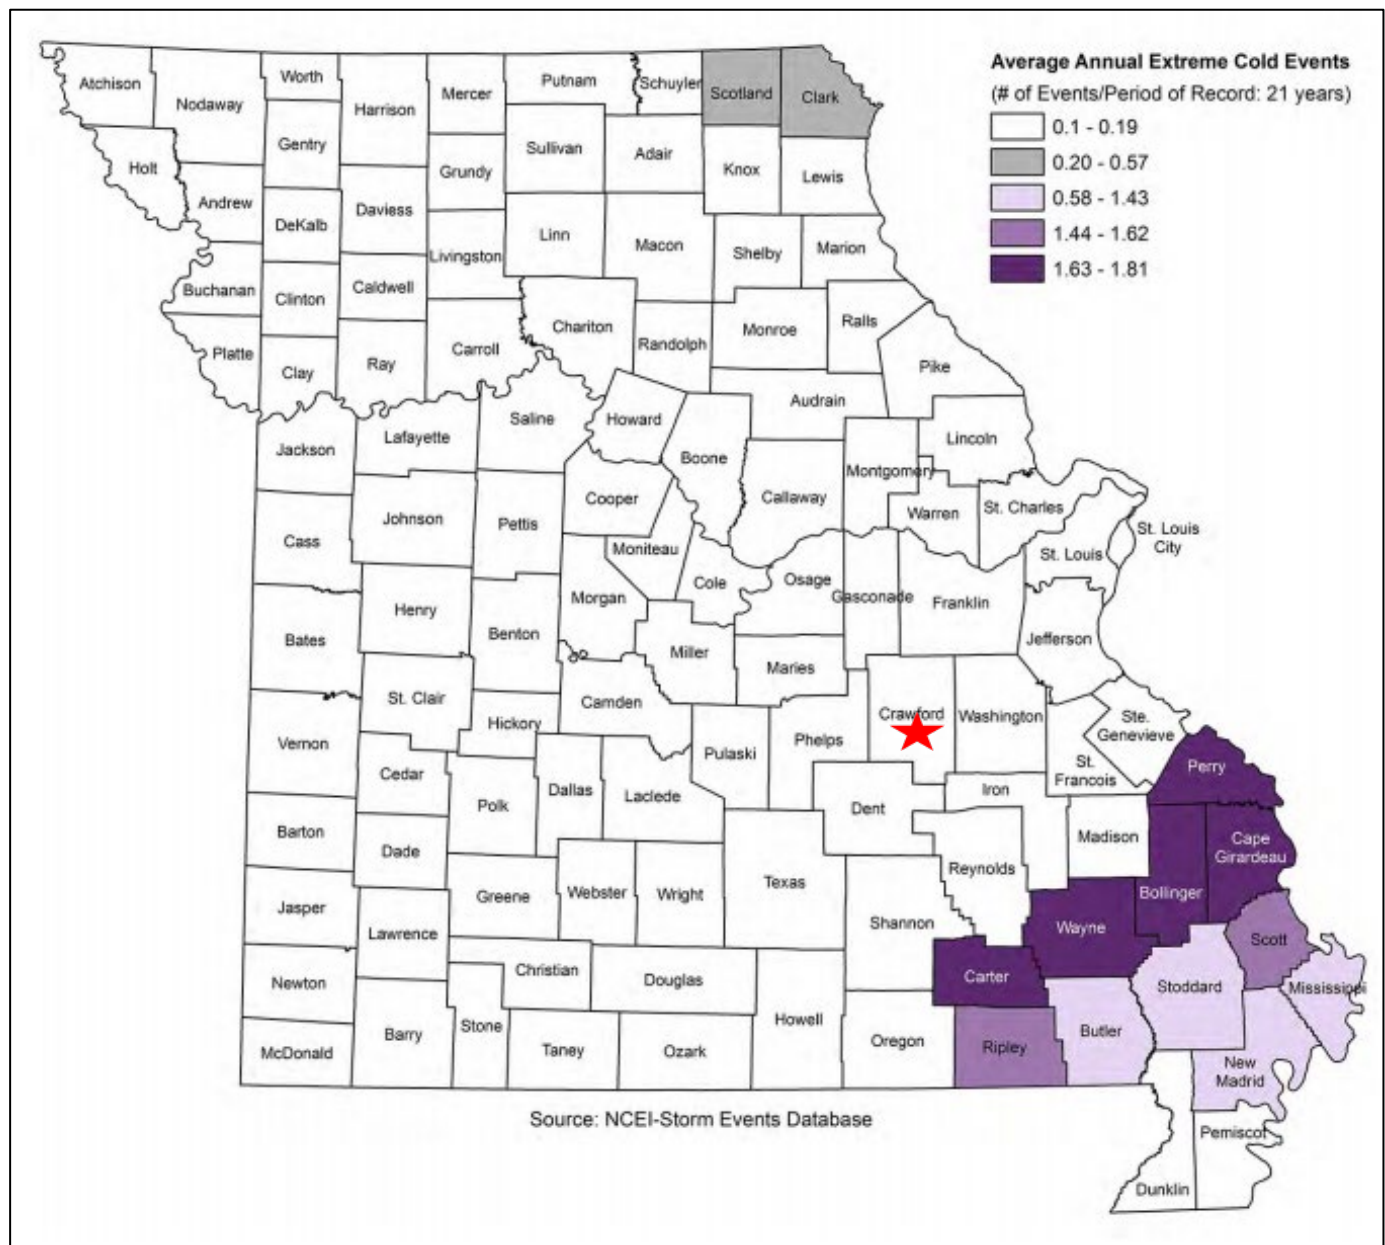 Average Annual Extreme Cold Events
(# of Events/Period of Record: 21 years)
0.1 - 0.19
0.20 - 0.57
0.58 - 1.43
1.44 - 1.62
1.63 - 1.81
Atchison
Nodaway
Worth
Harrison
Mercer
Putnam
Schuyler
Scotland
Clark
Holt
Gentry
Grundy
Sullivan
Adair
Knox
Lewis
Andrew
DeKalb
Daviess
Livingston
Linn
Macon
Shelby
Marion
Buchanan
Clinton
Caldwell
Chariton
Randolph
Monroe
Ralls
Platte
Clay
Ray
Carroll
Pike
Audrain
Saline
Howard
Jackson
Lafayette
Boone
Lincoln
Montgomery
Cooper
Callaway
Warren
St. Charles
Johnson
Pettis
St. Louis
City
Cass
Moniteau
St. Louis
Cole
Osage
Morgan
Gasconade
Franklin
Henry
Bates
Benton
Miller
Jefferson
Maries
St. Clair
Camden
Crawford
Washington
Ste.
Genevieve
Hickory
Vernon
Pulaski
Phelps
St.
Francois
Perry
Cedar
Iron
Polk
Dallas
Laclede
Dent
Barton
Madison
Cape
Girardeau
Dade
Reynolds
Texas
Bollinger
Jasper
Greene
Webster
Wright
Shannon
Wayne
Lawrence
Scott
Newton
Christian
Douglas
Carter
Stoddard
Mississippi
Howell
Barry
Stone
Butler
McDonald
Taney
Ozark
Oregon
Ripley
New
Madrid
Source: NCEI-Storm Events Database
Pemiscot
Dunklin